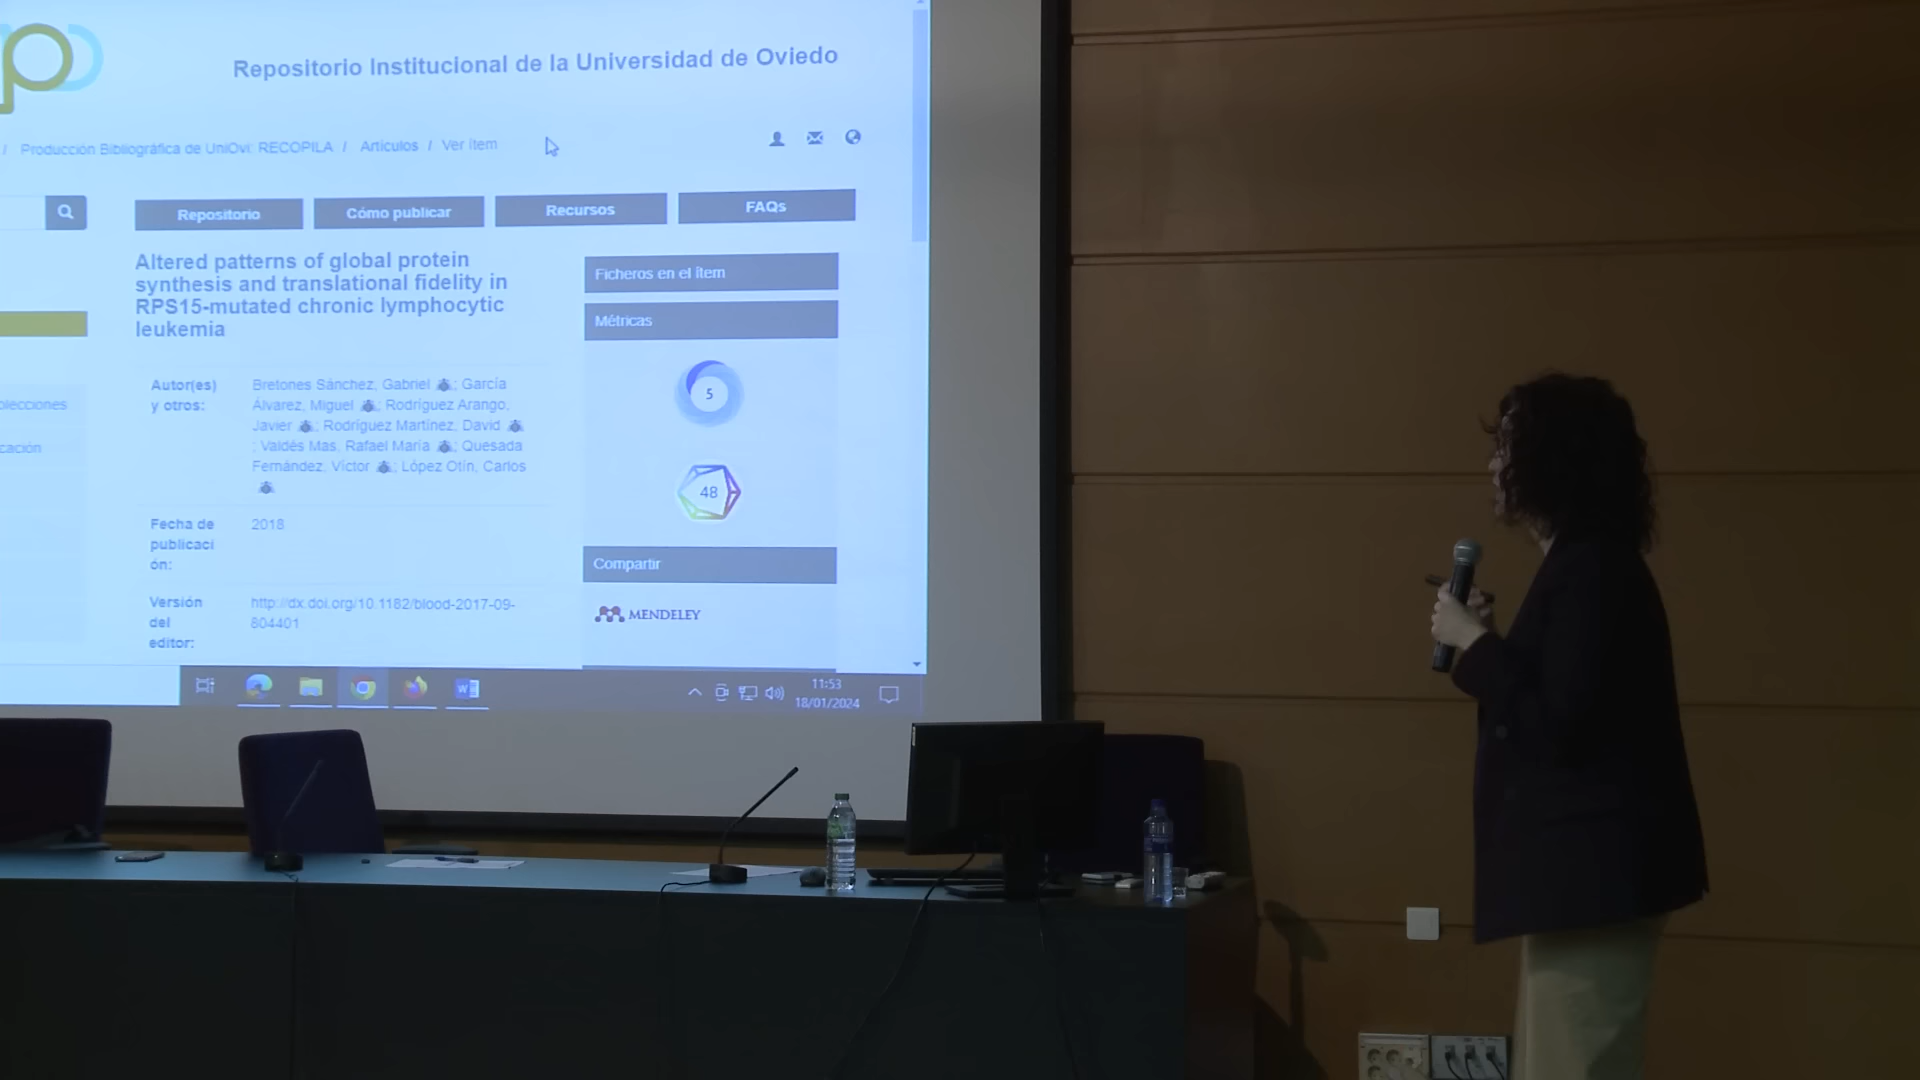 Repositorio Institucional de la Universidad de Oviedo
/ Producción Bibliográfica de UniOvi: RECOPILA / Artículos / Ver ítem
Repositorio
Cómo publicar
Recursos
FAQs
Altered patterns of global protein
synthesis and translational fidelity in
RPS15-mutated chronic lymphocytic
leukemia
Autor(es)
y otros:
Bretones Sánchez, Gabriel ; García
Álvarez, Miguel ; Rodríguez Arango,
Javier ; Rodríguez Martínez, David
; Valdés Mas, Rafael María ; Quesada
Fernández, Víctor ; López Otín, Carlos
Fecha de
publicaci
ón:
2018
Versión
del
editor:
http://dx.doi.org/10.1182/blood-2017-09-
804401
Ficheros en el ítem
Métricas
5
48
Compartir
MENDELEY
olecciones
cación
11:53
18/01/2024